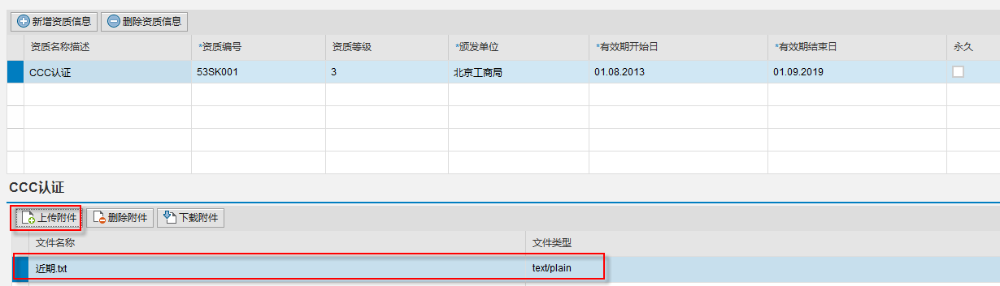 新增资质信息 删除资质信息
资质名称描述 *资质编号 资质等级 *颁发单位 *有效期开始日 *有效期结束日 永久
CCC认证 53SK001 3 北京工商局 01.08.2013 01.09.2019
CCC认证
上传附件 删除附件 下载附件
文件名称 文件类型
近期.txt text/plain